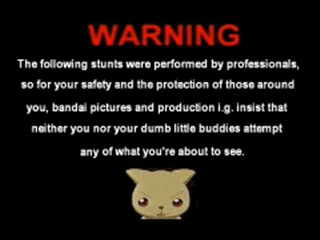 WARNING
The following stunts were performed by professionals,
so for your safety and the protection of those around
you, bandai pictures and production i.g. insist that
neither you nor your dumb little buddies attempt
any of what you're about to see.